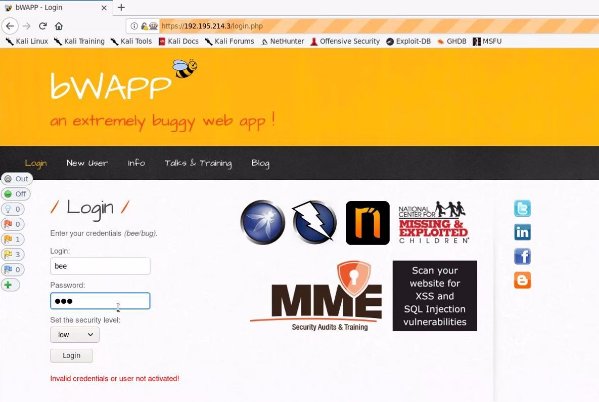 bWAPP - Login
https://192.195.214.3/login.php
Kali Linux Kali Training Kali Tools Kali Docs Kali Forums NetHunter Offensive Security Exploit-DB GHDB MSFU
bWAPP
an extremely buggy web app !
Login New User Info Talks & Training Blog
Out
Off
0
0
1
3
0
/ Login /
Enter your credentials (bee/bug).
Login:
bee
Password:
Set the security level:
low
Login
Invalid credentials or user not activated!
n
NATIONAL
CENTER FOR
MISSING &
EXPLOITED
CHILDREN
MME
Security Audits & Training
Scan your
website for
XSS and
SQL Injection
vulnerabilities
in
f